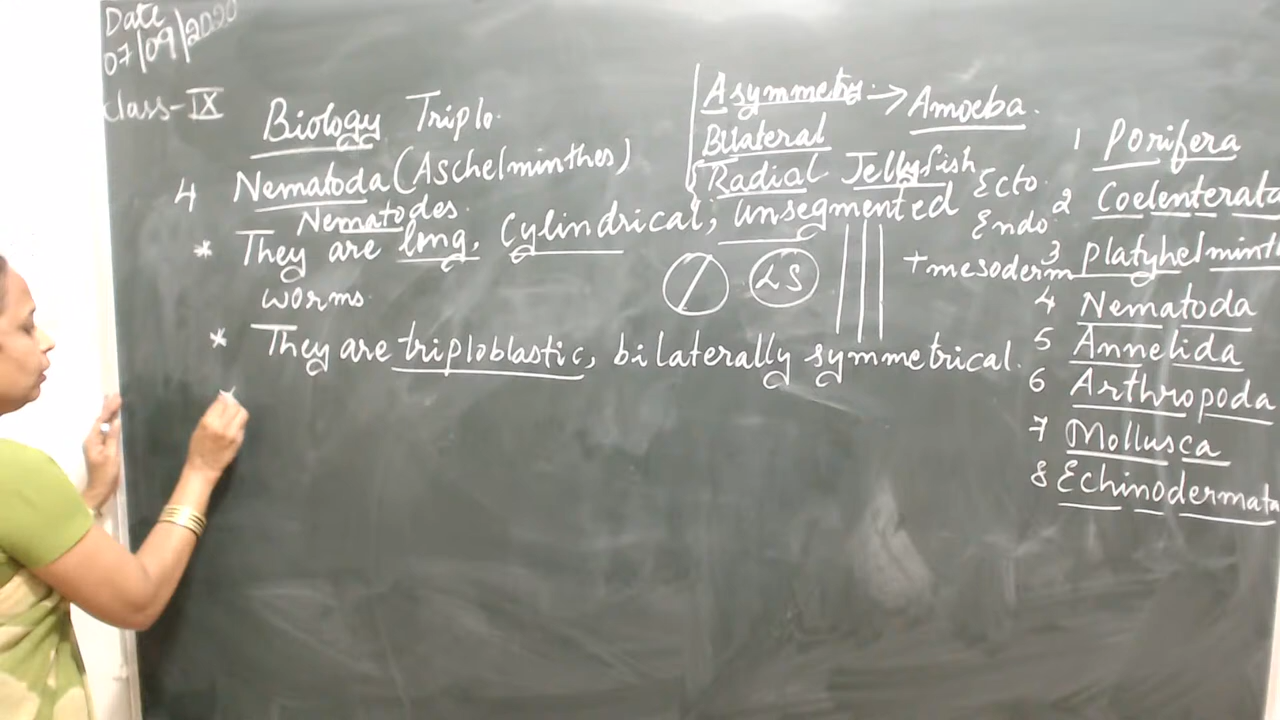 Date
07/09/2020
Class-IX
Biology Triplo.
4 Nematoda (Aschelminthes)
Nematodes.
* They are long, cylindrical, unsegmented
worms.
* They are triploblastic, bilaterally symmetrical.
Asymmetry → Amoeba.
Bilateral
Radial Jellyfish
Ecto
Endo
+ mesoderm
LS
1 Porifera
2 Coelenterata
3 Platyhelminth
4 Nematoda
5 Annelida
6 Arthropoda
7 Mollusca
8 Echinodermata